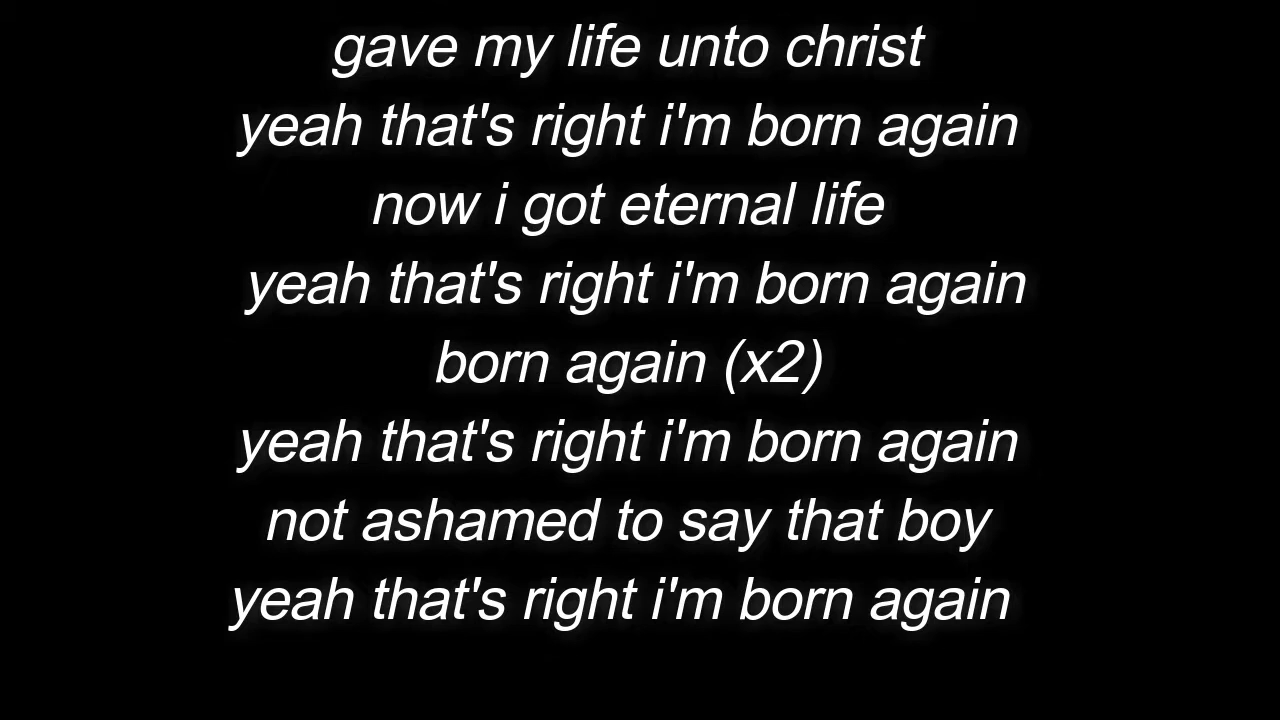 gave my life unto christ
yeah that's right i'm born again
now i got eternal life
yeah that's right i'm born again
born again (x2)
yeah that's right i'm born again
not ashamed to say that boy
yeah that's right i'm born again